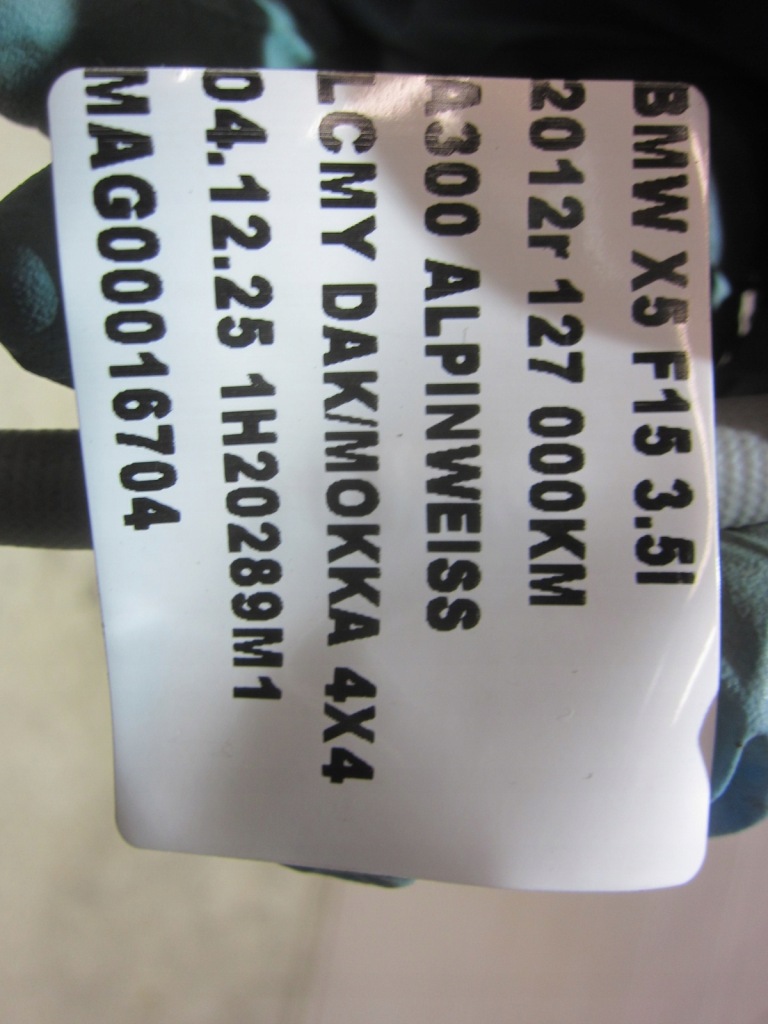 BMW X5 F15 3.5I
2012r 127 000KM
A300 ALPINWEISS
LCMY DAK/MOKKA 4X4
04.12.25 1H20289M1
MAG00016704